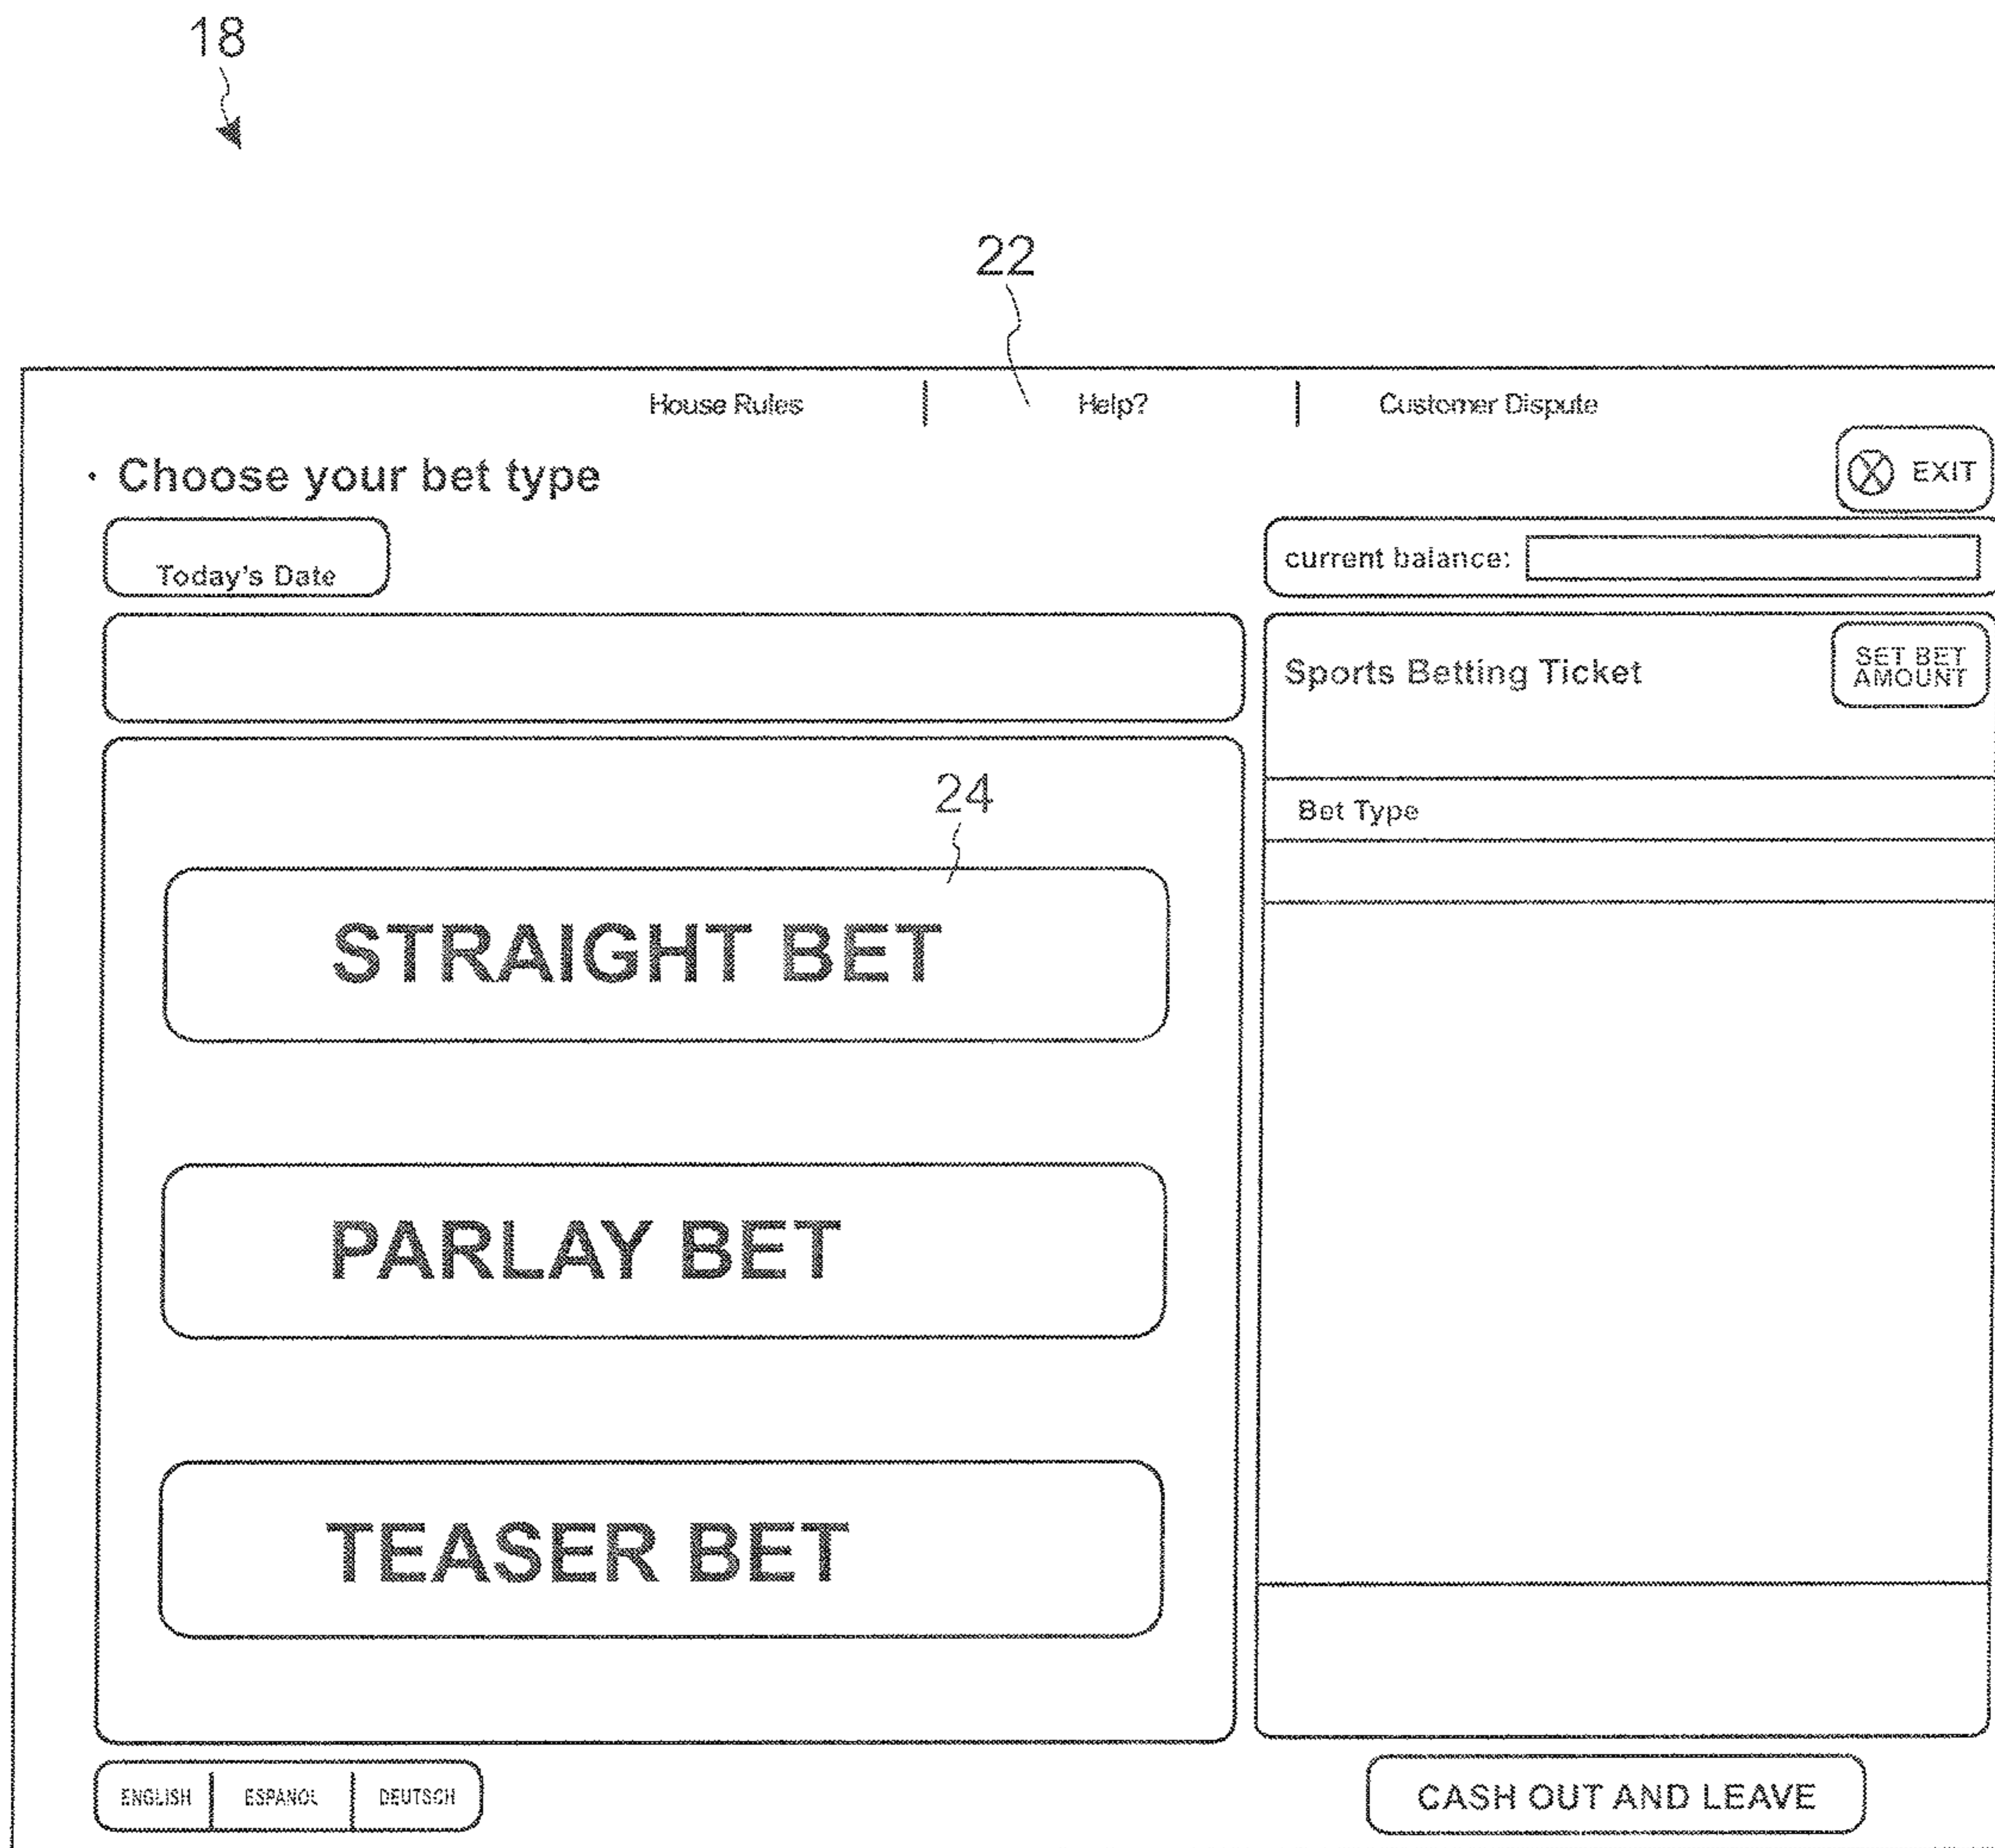 18
22
House Rules | Help? | Customer Dispute
· Choose your bet type
EXIT
Today's Date
current balance:
Sports Betting Ticket
SET BET
AMOUNT
24
Bet Type
STRAIGHT BET
PARLAY BET
TEASER BET
ENGLISH | ESPANOL | DEUTSCH
CASH OUT AND LEAVE